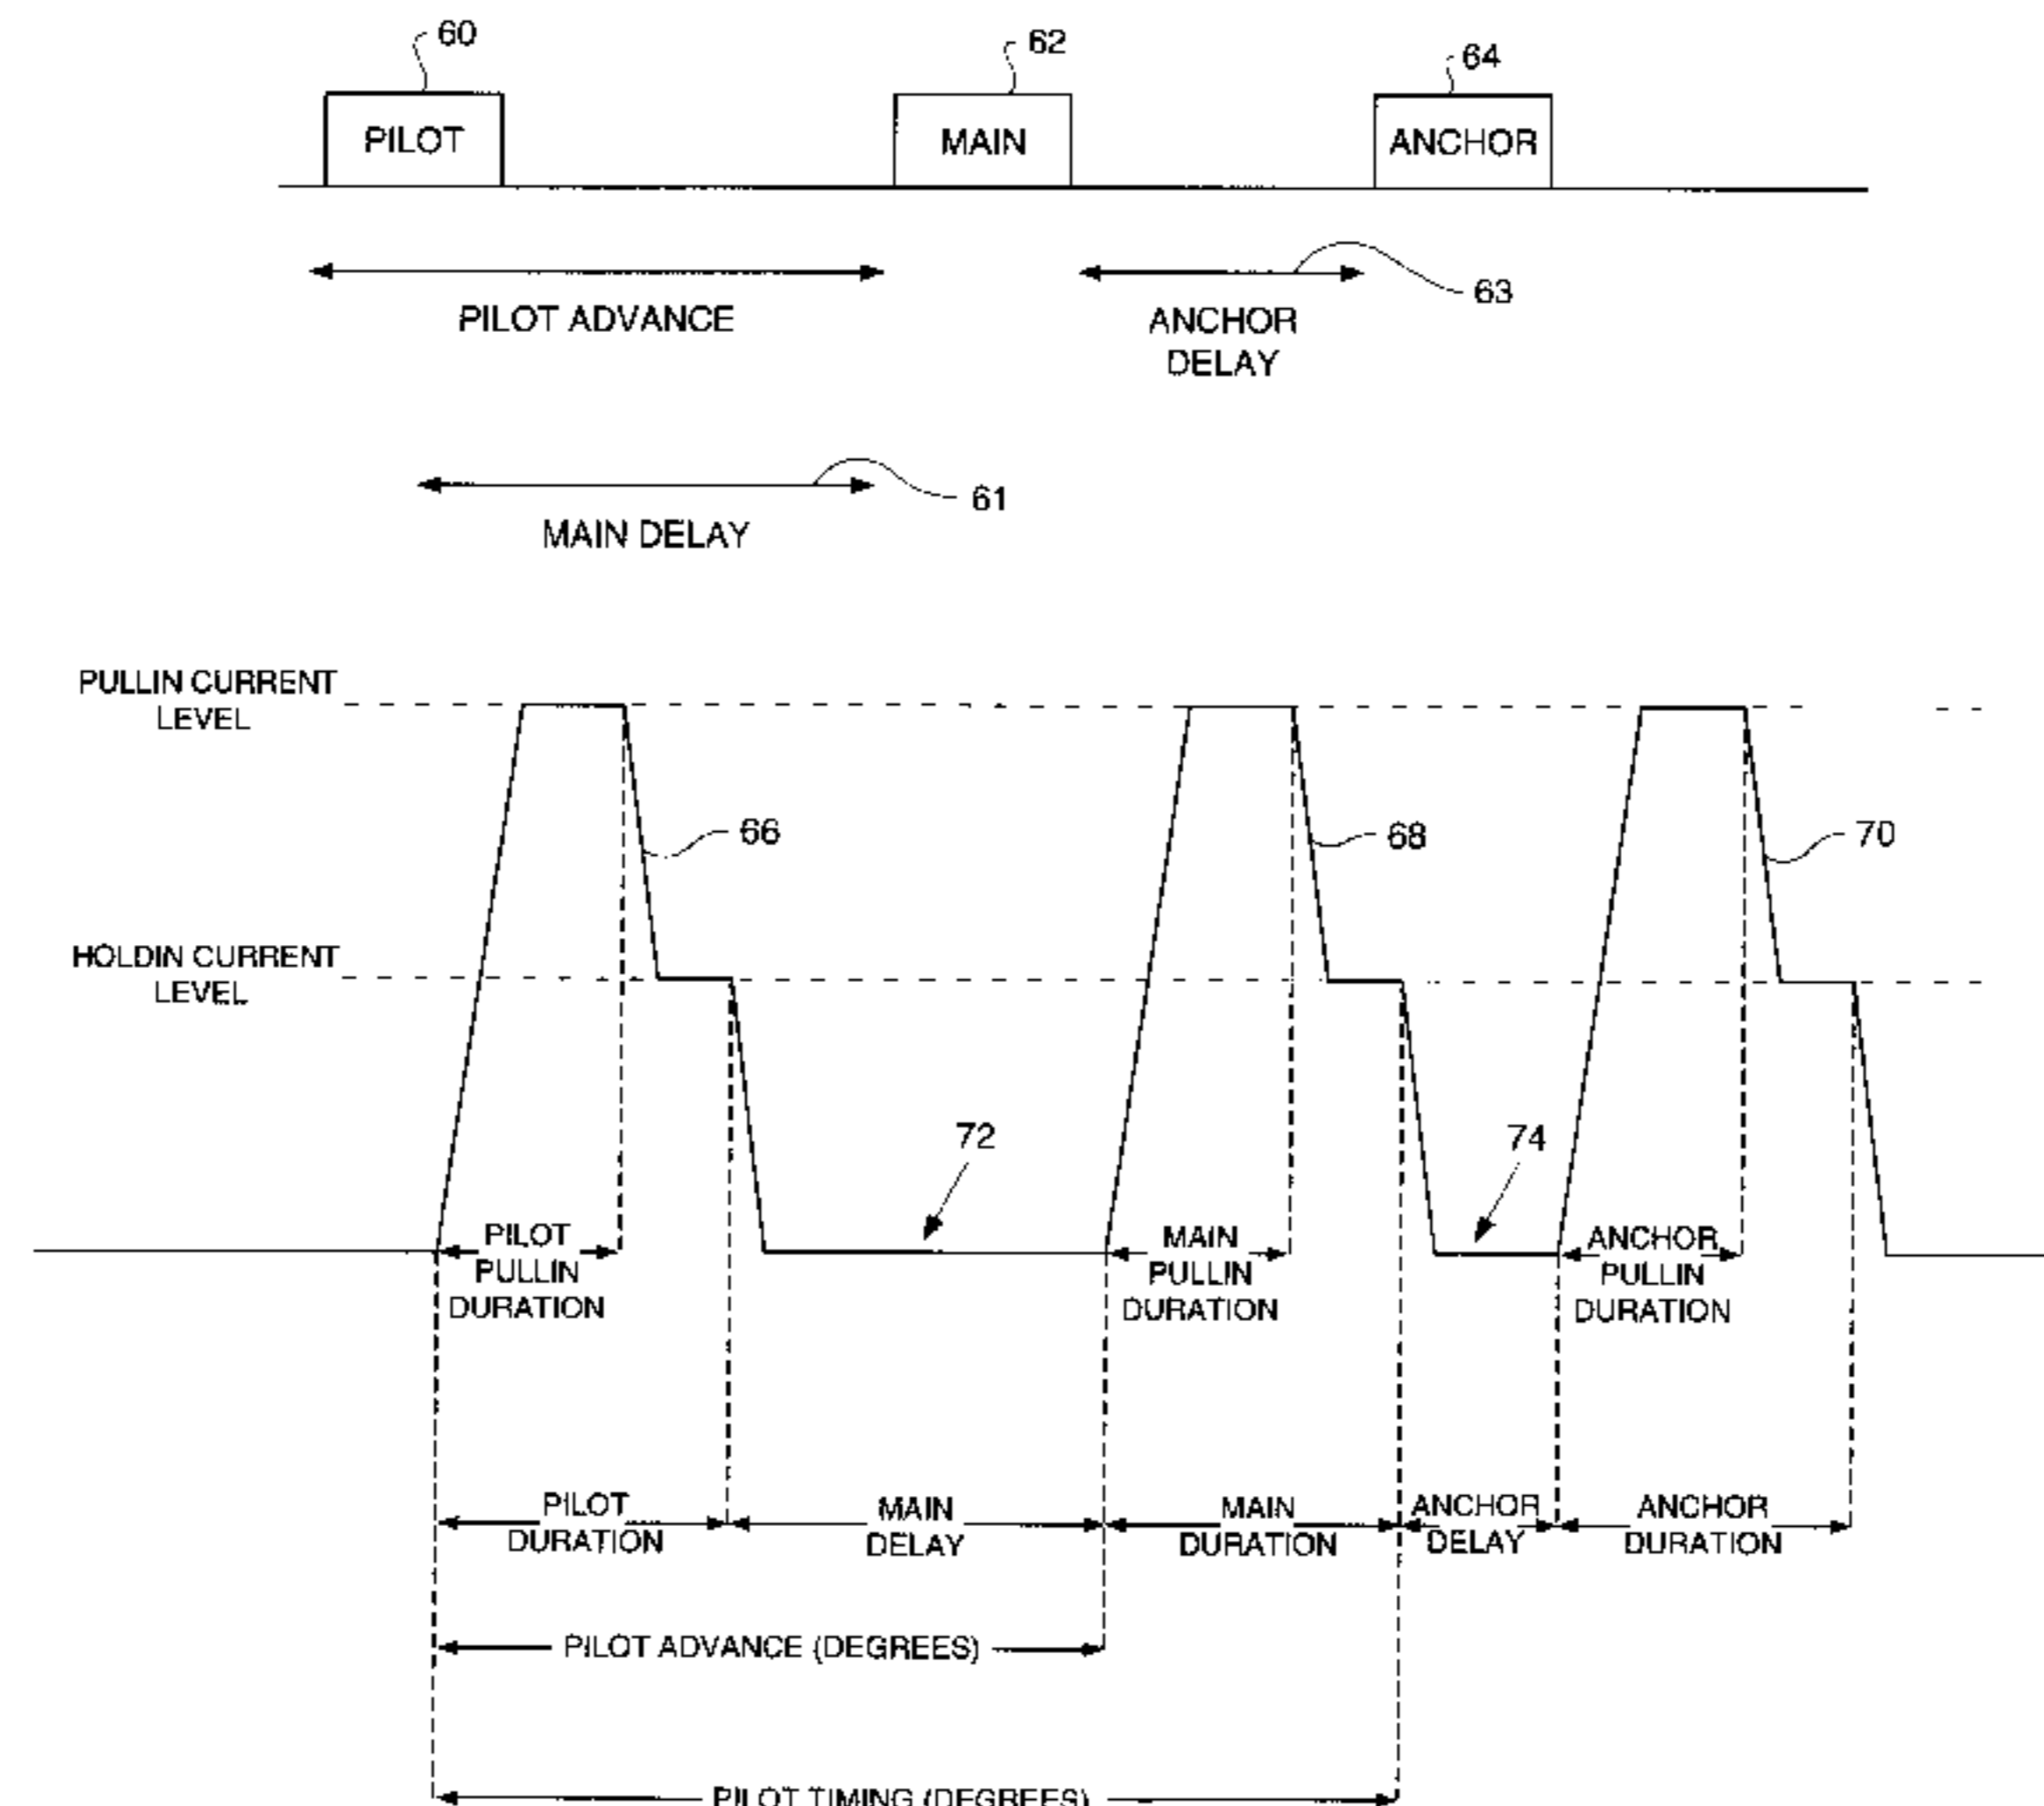 60
62
64
PILOT
MAIN
ANCHOR
63
PILOT ADVANCE
ANCHOR
DELAY
61
MAIN DELAY
PULLIN CURRENT
LEVEL
66
68
70
HOLDIN CURRENT
LEVEL
72
74
PILOT
PULLIN
DURATION
MAIN
PULLIN
DURATION
ANCHOR
PULLIN
DURATION
PILOT
DURATION
MAIN
DELAY
MAIN
DURATION
ANCHOR
DELAY
ANCHOR
DURATION
PILOT ADVANCE (DEGREES)
PILOT TIMING (DEGREES)